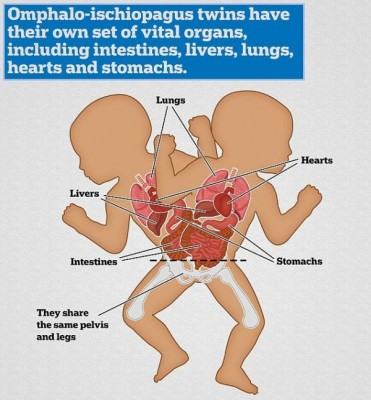 Omphalo-ischiopagus twins have
their own set of vital organs,
including intestines, livers, lungs,
hearts and stomachs.
Lungs
Hearts
Livers
Intestines
Stomachs
They share
the same pelvis
and legs